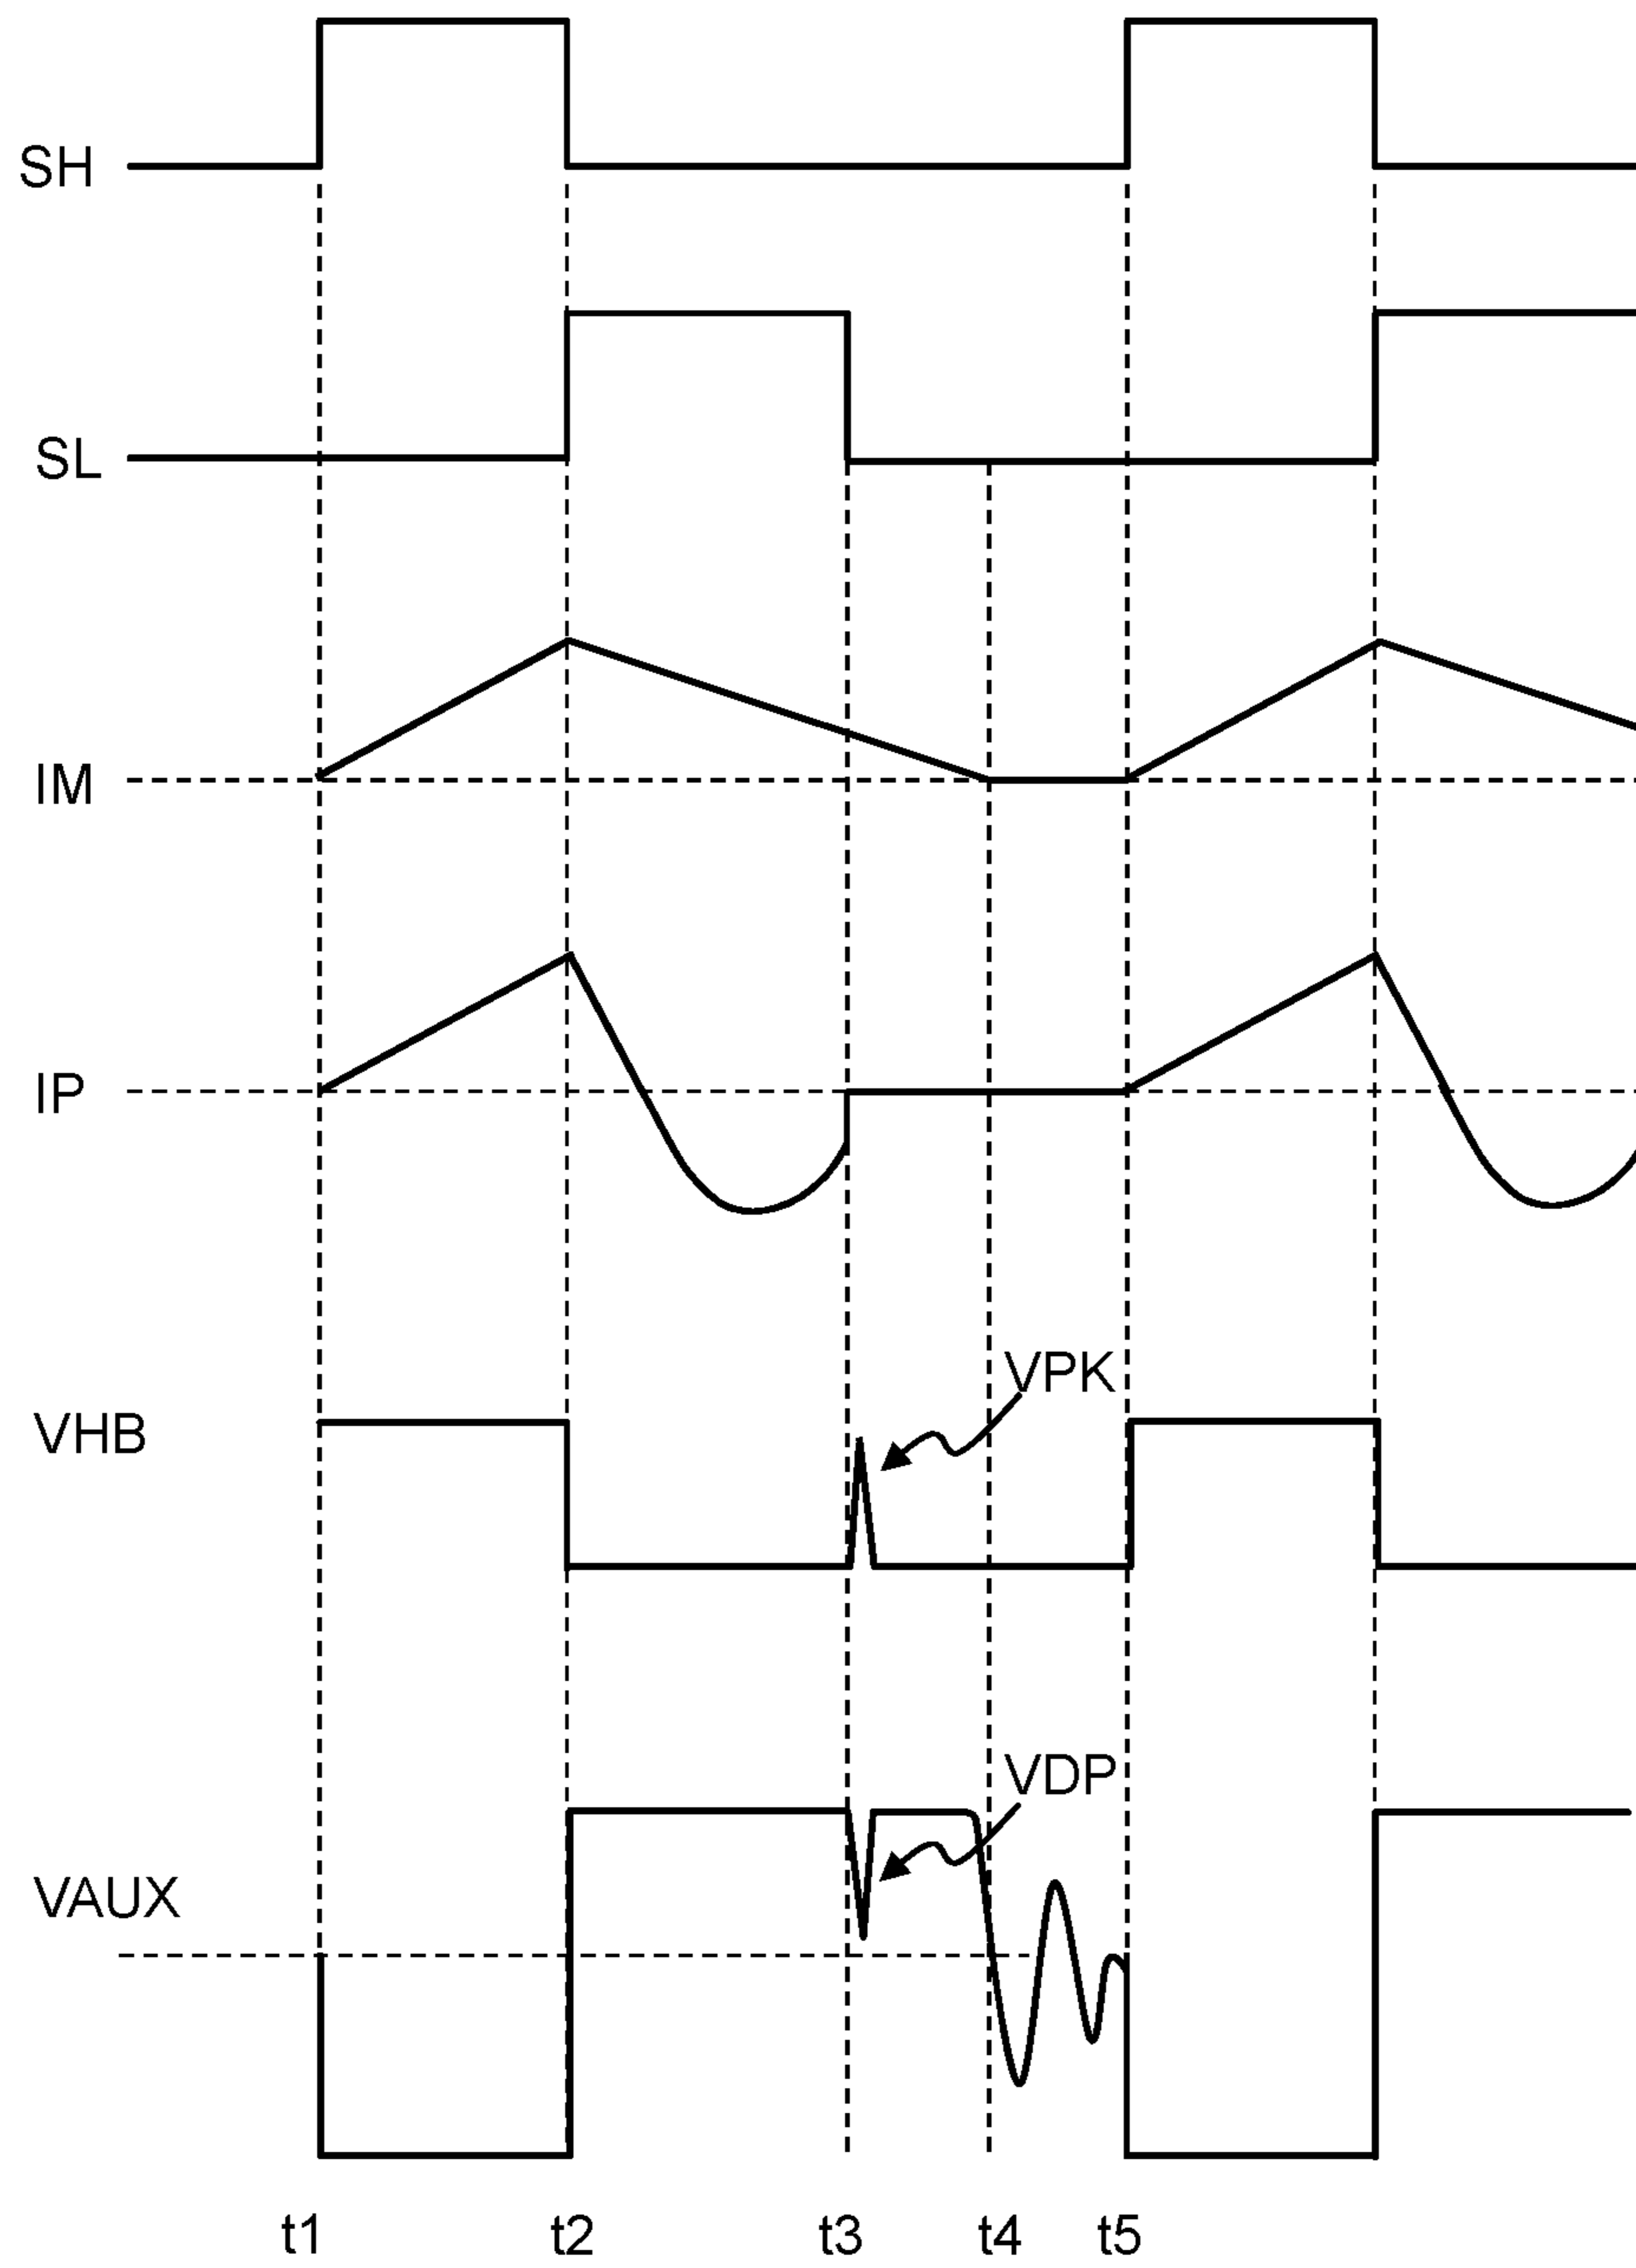 SH
SL
IM
IP
VPK
VHB
VDP
VAUX
t1 t2 t3 t4 t5